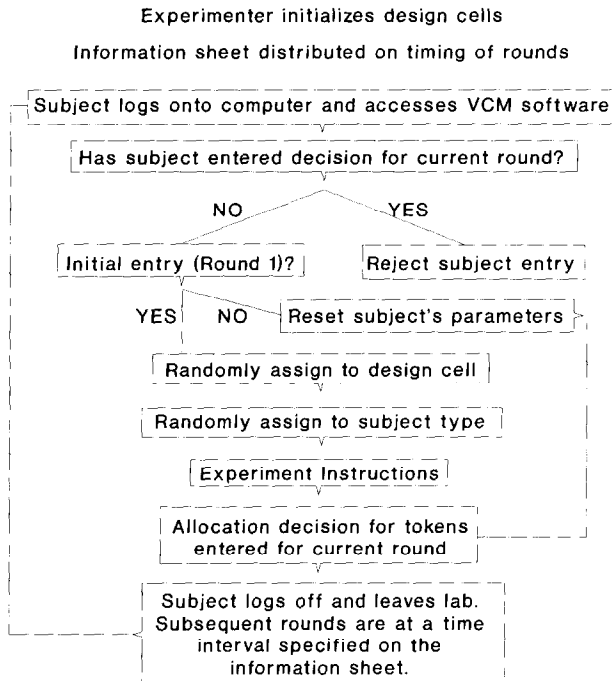 Experimenter initializes design cells
Information sheet distributed on timing of rounds
Subject logs onto computer and accesses VCM software
Has subject entered decision for current round?
NO
YES
Initial entry (Round 1)?
Reject subject entry
YES
NO
Reset subject's parameters
Randomly assign to design cell
Randomly assign to subject type
Experiment Instructions
Allocation decision for tokens
entered for current round
Subject logs off and leaves lab.
Subsequent rounds are at a time
interval specified on the
information sheet.